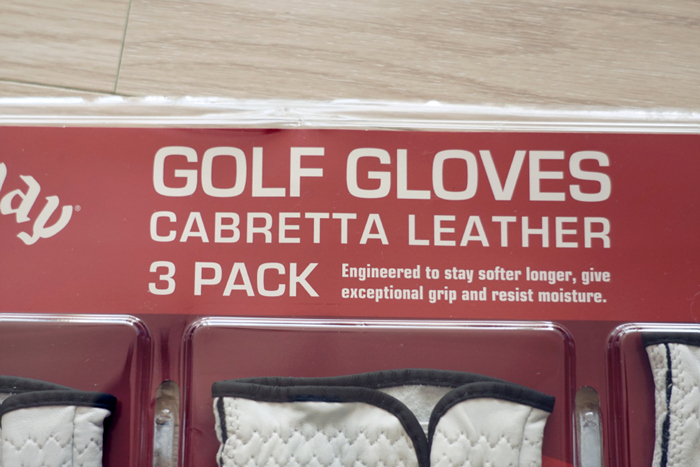 GOLF GLOVES
CABRETTA LEATHER
3 PACK
Engineered to stay softer longer, give
exceptional grip and resist moisture.